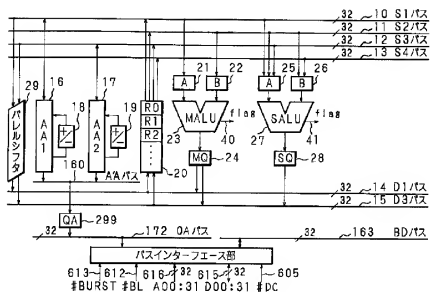 32 10 S1バス
32 11 S2バス
32 12 S3バス
32 13 S4バス
29 16 17 21 22 25 26
A B A B
バレルシフタ
AA1
+−
18
AA2
+−
19
R0
R1
R2
20
MALU
flag
23
40
SALU
flag
27
41
MQ
24
SQ
28
160
AAバス
32 14 D1バス
32 15 D3バス
QA
299
32 172 OAバス
32 163 BDバス
バスインターフェース部
613 612 616 32 615 32 605
#BURST #BL A00:31 D00:31 #DC